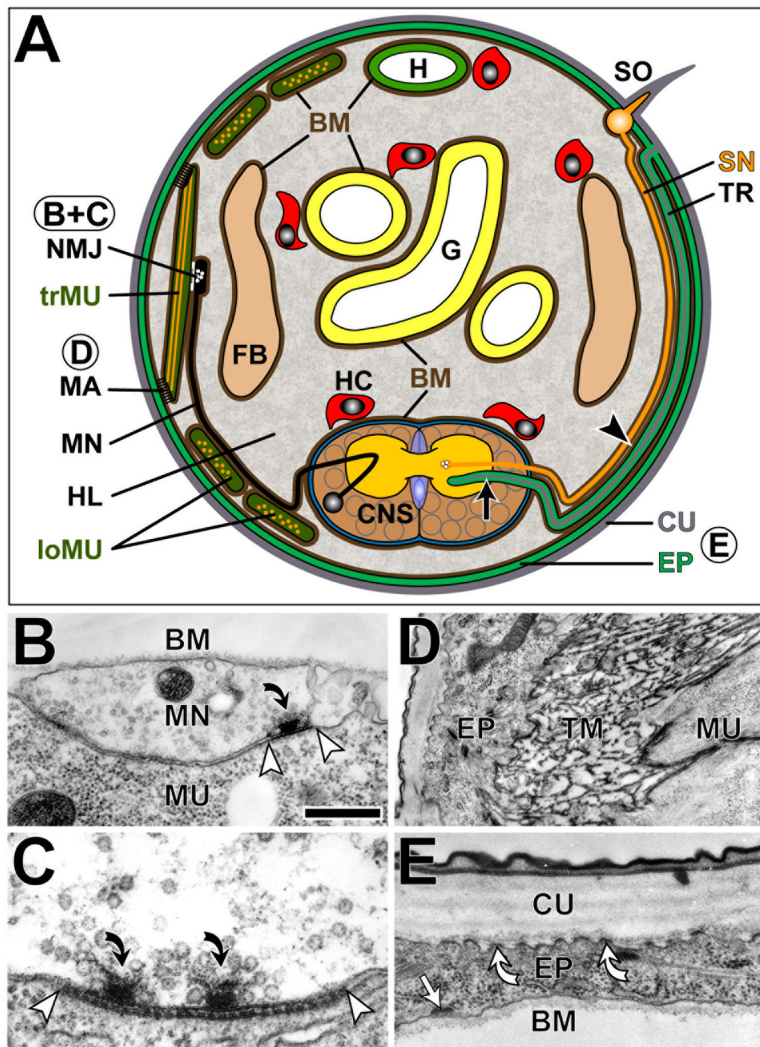 A
H
SO
BM
SN
TR
B+C
NMJ
trMU
G
D
FB
MA
HC
BM
MN
HL
CNS
loMU
CU
EP
E
B
BM
MN
MU
D
EP
TM
MU
C
E
CU
EP
BM